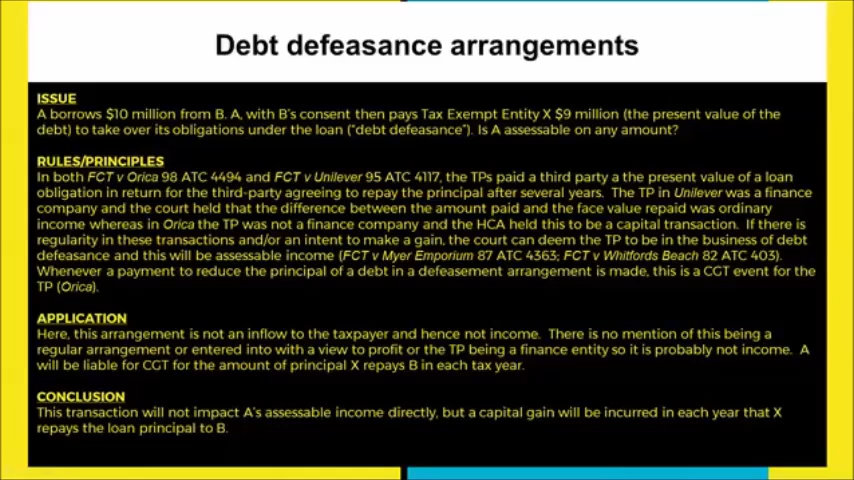 Debt defeasance arrangements
ISSUE
A borrows $10 million from B. A, with B's consent then pays Tax Exempt Entity X $9 million (the present value of the
debt) to take over its obligations under the loan ("debt defeasance"). Is A assessable on any amount?
RULES/PRINCIPLES
In both FCT v Orica 98 ATC 4494 and FCT v Unilever 95 ATC 4117, the TPs paid a third party a the present value of a loan
obligation in return for the third-party agreeing to repay the principal after several years. The TP in Unilever was a finance
company and the court held that the difference between the amount paid and the face value repaid was ordinary
income whereas in Orica the TP was not a finance company and the HCA held this to be a capital transaction. If there is
regularity in these transactions and/or an intent to make a gain, the court can deem the TP to be in the business of debt
defeasance and this will be assessable income (FCT v Myer Emporium 87 ATC 4363; FCT v Whitfords Beach 82 ATC 403).
Whenever a payment to reduce the principal of a debt in a defeasement arrangement is made, this is a CGT event for the
TP (Orica).
APPLICATION
Here, this arrangement is not an inflow to the taxpayer and hence not income. There is no mention of this being a
regular arrangement or entered into with a view to profit or the TP being a finance entity so it is probably not income. A
will be liable for CGT for the amount of principal X repays B in each tax year.
CONCLUSION
This transaction will not impact A's assessable income directly, but a capital gain will be incurred in each year that X
repays the loan principal to B.